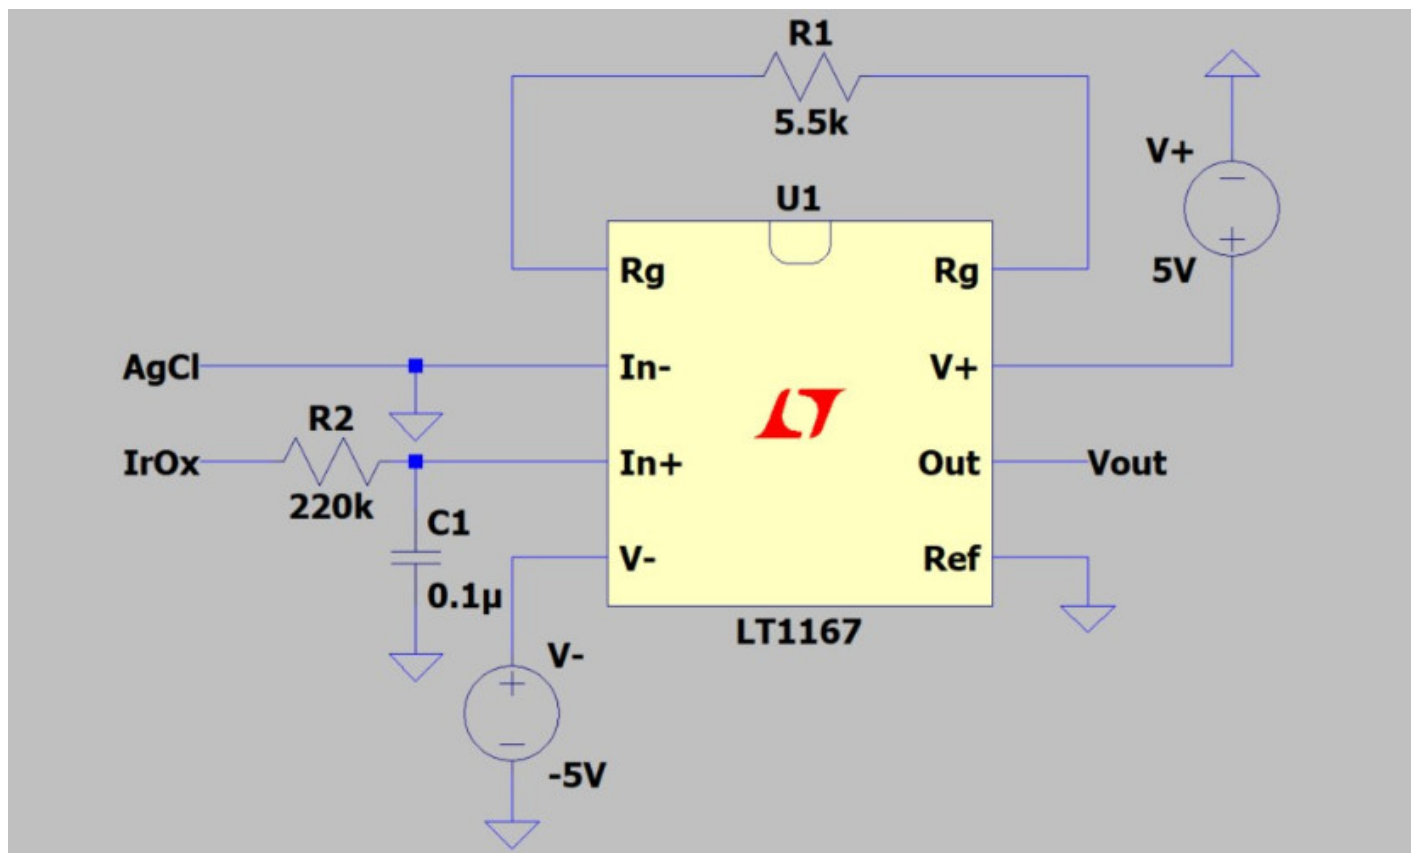 R1
5.5k
V+
U1
Rg
Rg
5V
AgCl
In-
V+
R2
IrOx
In+
Out
Vout
220k
C1
V-
Ref
0.1µ
LT1167
V-
-5V